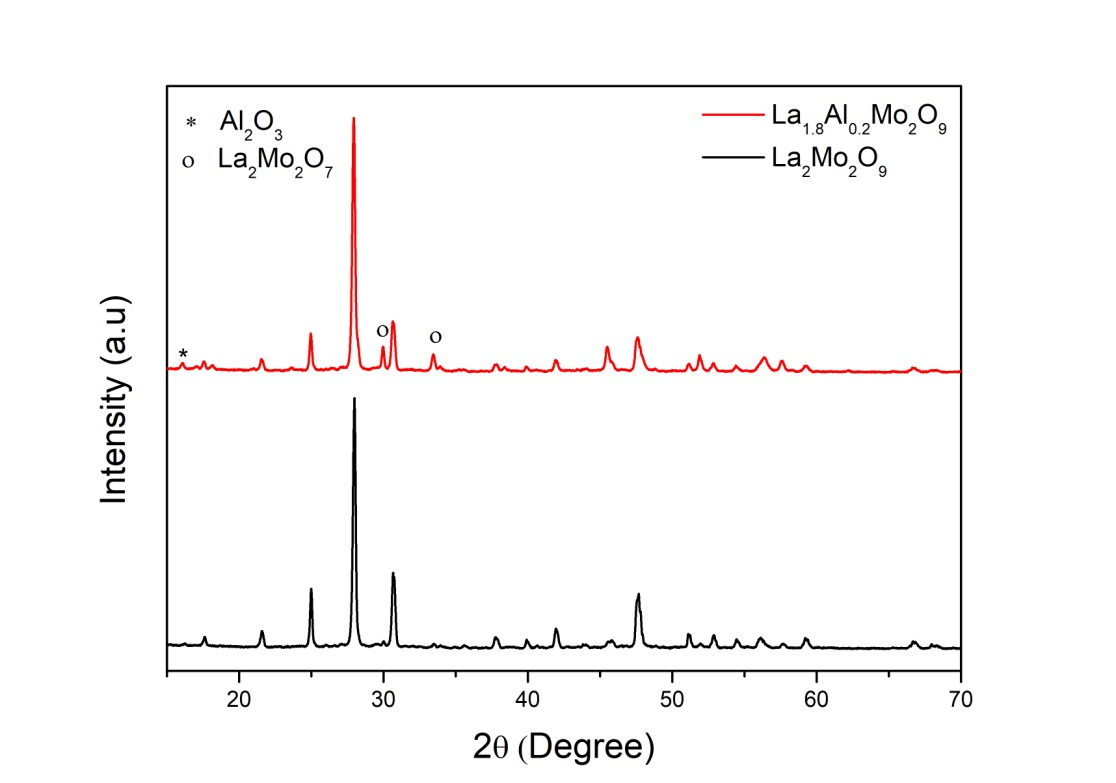 * Al₂O₃
o La₂Mo₂O₇
La₁.₈Al₀.₂Mo₂O₉
La₂Mo₂O₉
*
o
o
Intensity (a.u)
20 30 40 50 60 70
2θ (Degree)